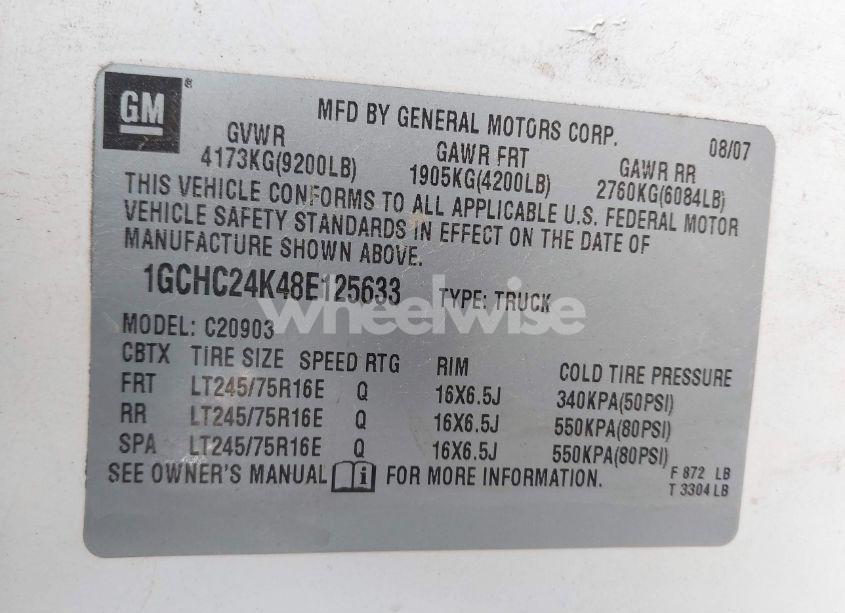 GM ®
MFD BY GENERAL MOTORS CORP. 08/07
GVWR GAWR FRT GAWR RR
4173KG(9200LB) 1905KG(4200LB) 2760KG(6084LB)
THIS VEHICLE CONFORMS TO ALL APPLICABLE U.S. FEDERAL MOTOR
VEHICLE SAFETY STANDARDS IN EFFECT ON THE DATE OF
MANUFACTURE SHOWN ABOVE.
1GCHC24K48E125633 TYPE: TRUCK
wheelwise
MODEL: C20903
CBTX TIRE SIZE SPEED RTG RIM COLD TIRE PRESSURE
FRT LT245/75R16E Q 16X6.5J 340KPA(50PSI)
RR LT245/75R16E Q 16X6.5J 550KPA(80PSI)
SPA LT245/75R16E Q 16X6.5J 550KPA(80PSI)
SEE OWNER'S MANUAL i FOR MORE INFORMATION.
F 872 LB
T 3304 LB